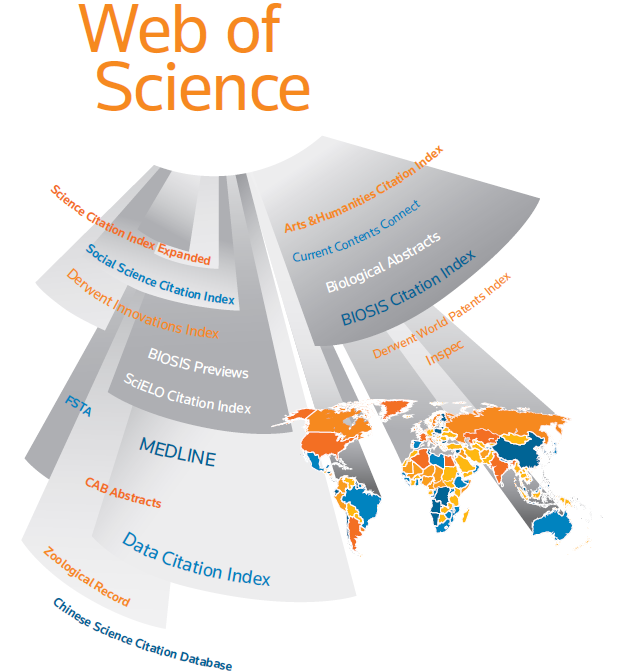 Web of
Science
Science Citation Index Expanded
Social Science Citation Index
Derwent Innovations Index
BIOSIS Previews
SciELO Citation Index
FSTA
MEDLINE
CAB Abstracts
Data Citation Index
Zoological Record
Chinese Science Citation Database
Arts &Humanities Citation Index
Current Contents Connect
Biological Abstracts
BIOSIS Citation Index
Derwent World Patents Index
Inspec